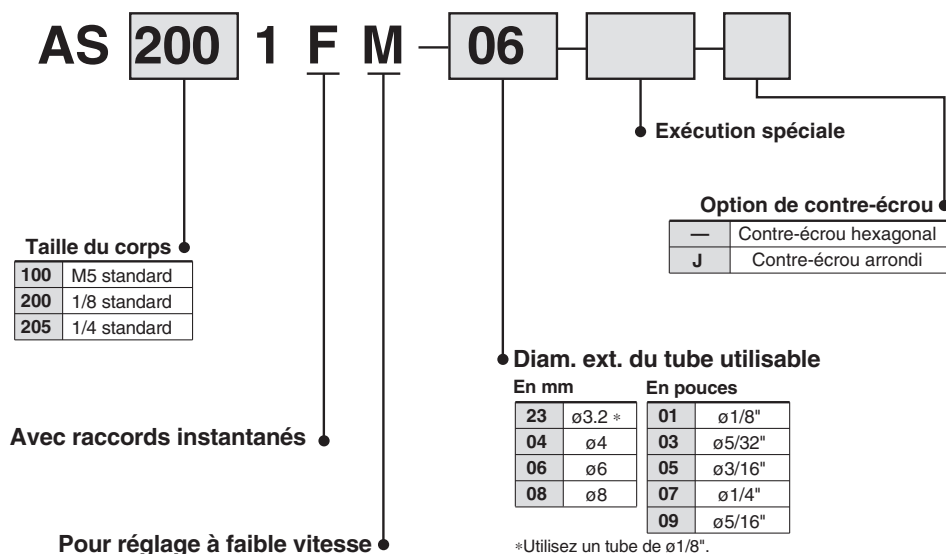 AS 200 1 F M - 06 - -
Exécution spéciale
Option de contre-écrou
— Contre-écrou hexagonal
J Contre-écrou arrondi
Taille du corps
100 M5 standard
200 1/8 standard
205 1/4 standard
Diam. ext. du tube utilisable
En mm
23 ø3.2 *
04 ø4
06 ø6
08 ø8
En pouces
01 ø1/8"
03 ø5/32"
05 ø3/16"
07 ø1/4"
09 ø5/16"
*Utilisez un tube de ø1/8".
Avec raccords instantanés
Pour réglage à faible vitesse